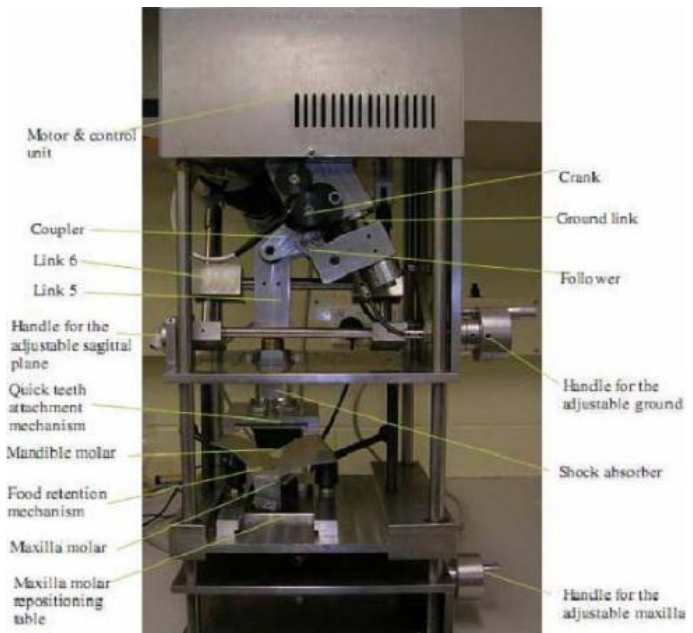 Motor & control
unit
Coupler
Link 6
Link 5
Handle for the
adjustable sagittal
plane
Quick teeth
attachment
mechanism
Mandible molar
Food retention
mechanism
Maxilla molar
Maxilla molar
repositioning
table
Crank
Ground link
Follower
Handle for the
adjustable ground
Shock absorber
Handle for the
adjustable maxilla